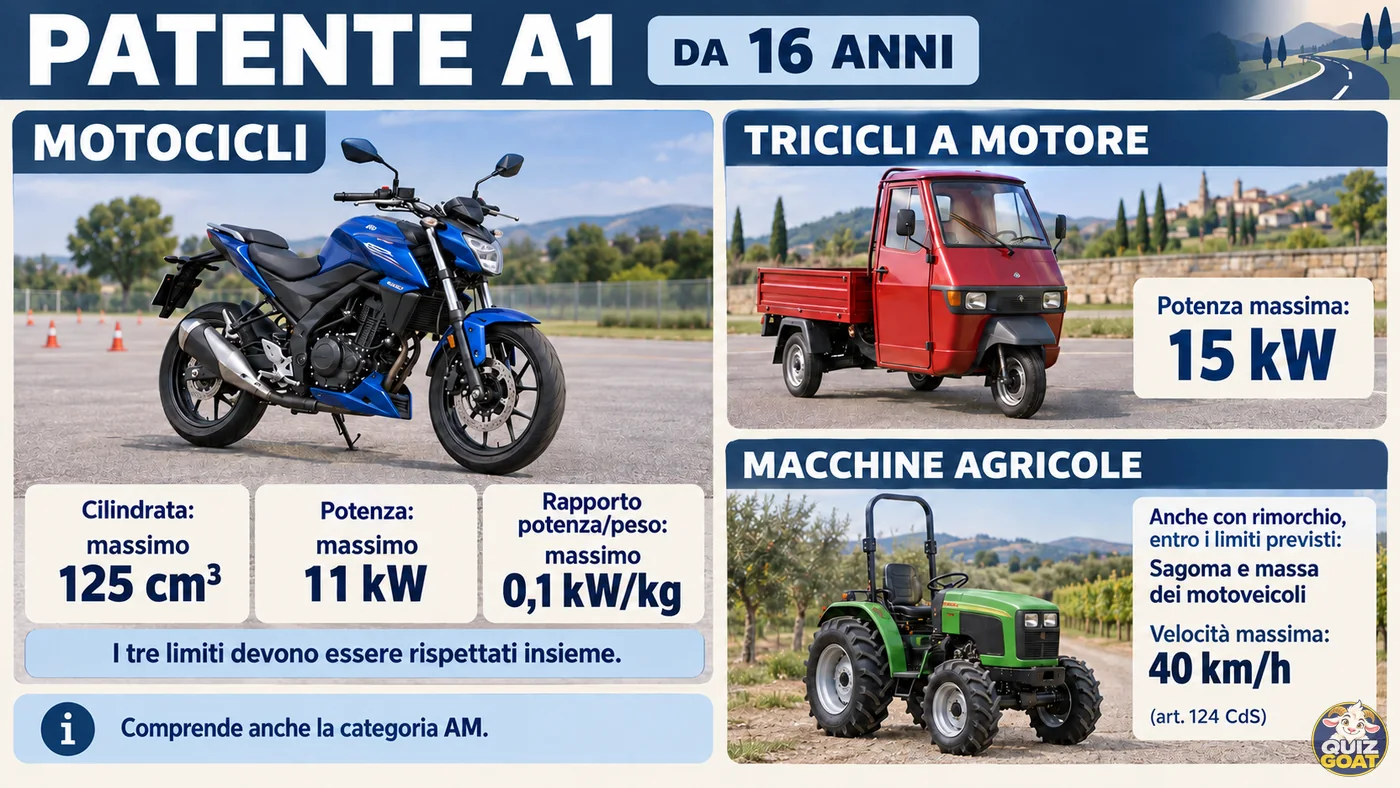 PATENTE A1
DA 16 ANNI
MOTOCICLI
Cilindrata:
massimo
125 cm³
Potenza:
massimo
11 kW
Rapporto
potenza/peso:
massimo
0,1 kW/kg
I tre limiti devono essere rispettati insieme.
i
Comprende anche la categoria AM.
TRICICLI A MOTORE
Potenza massima:
15 kW
MACCHINE AGRICOLE
Anche con rimorchio,
entro i limiti previsti:
Sagoma e massa
dei motoveicoli
Velocità massima:
40 km/h
(art. 124 CdS)
QUIZ
GOAT